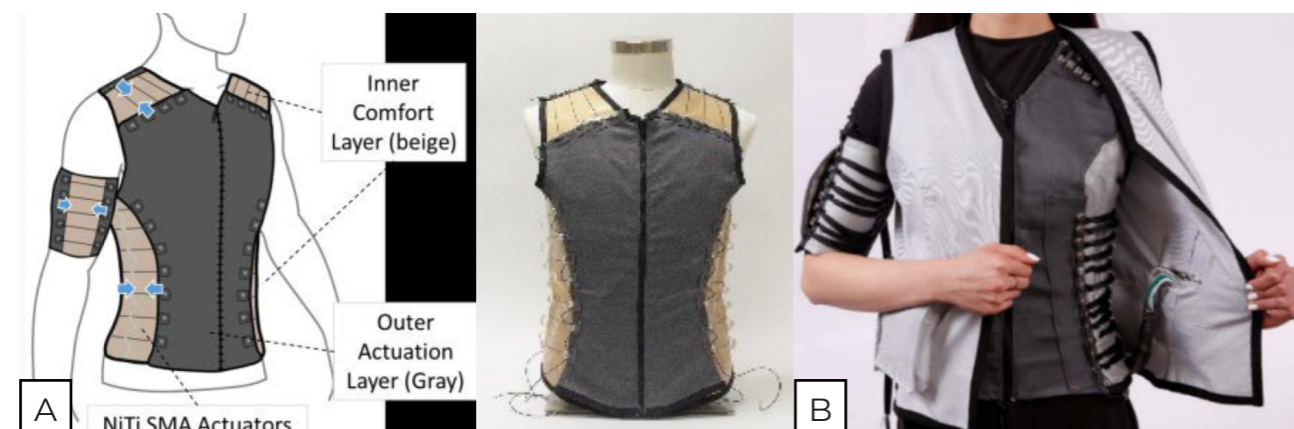 Inner
Comfort
Layer (beige)
Outer
Actuation
Layer (Gray)
A
NiTi SMA Actuators
B